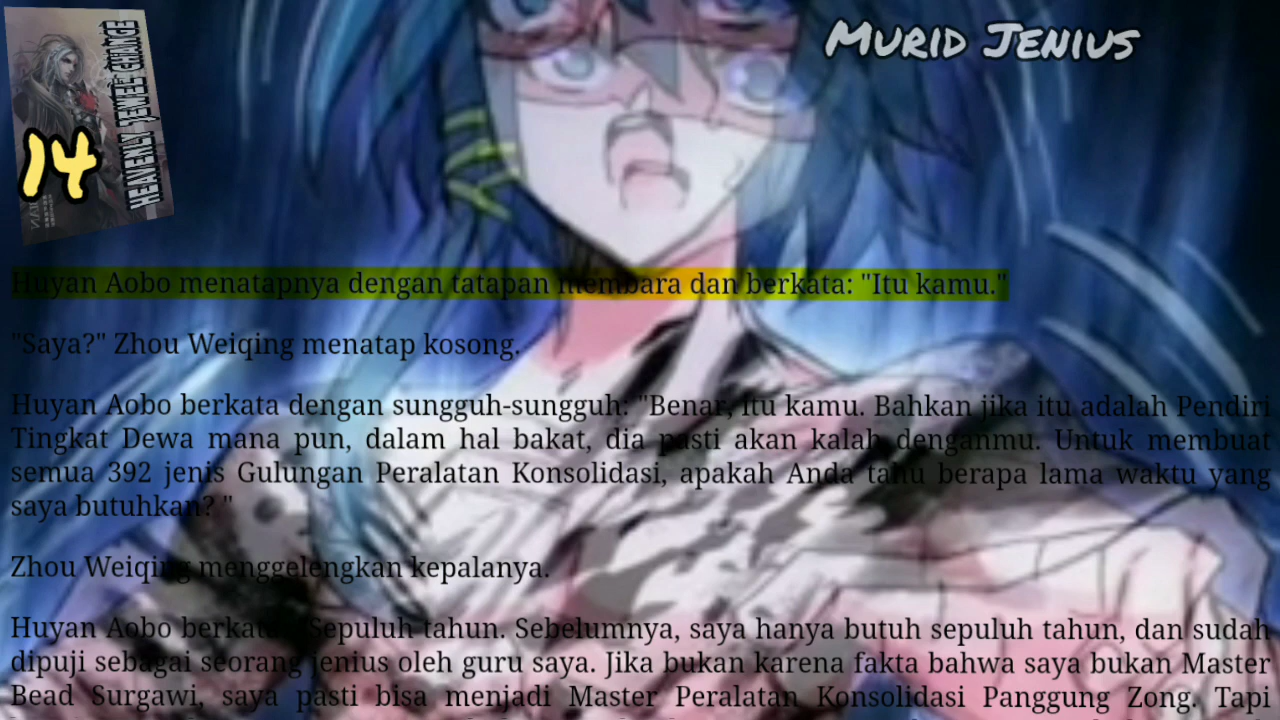 MURID JENIUS
HEAVENLY JEWEL CHANGE
14
Huyan Aobo menatapnya dengan tatapan membara dan berkata: "Itu kamu."
"Saya?" Zhou Weiqing menatap kosong.
Huyan Aobo berkata dengan sungguh-sungguh: "Benar, itu kamu. Bahkan jika itu adalah Pendiri
Tingkat Dewa mana pun, dalam hal bakat, dia pasti akan kalah denganmu. Untuk membuat
semua 392 jenis Gulungan Peralatan Konsolidasi, apakah Anda tahu berapa lama waktu yang
saya butuhkan? "
Zhou Weiqing menggelengkan kepalanya.
Huyan Aobo berkata: "Sepuluh tahun. Sebelumnya, saya hanya butuh sepuluh tahun, dan sudah
dipuji sebagai seorang jenius oleh guru saya. Jika bukan karena fakta bahwa saya bukan Master
Bead Surgawi, saya pasti bisa menjadi Master Peralatan Konsolidasi Panggung Zong. Tapi